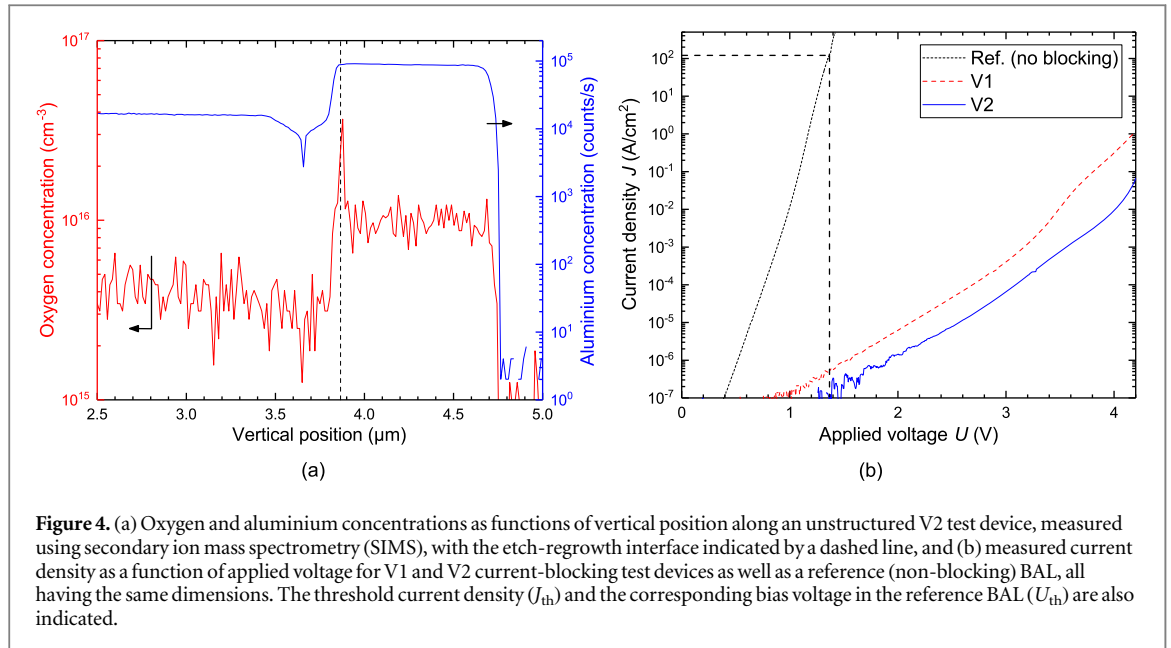 10^17
10^16
10^15
Oxygen concentration (cm^-3)
10^5
10^4
10^3
10^2
10^1
10^0
Aluminium concentration (counts/s)
2.5 3.0 3.5 4.0 4.5 5.0
Vertical position (µm)
(a)
10^2
10^1
10^0
10^-1
10^-2
10^-3
10^-4
10^-5
10^-6
10^-7
Current density J (A/cm^2)
Ref. (no blocking)
V1
V2
0 1 2 3 4
Applied voltage U (V)
(b)
Figure 4. (a) Oxygen and aluminium concentrations as functions of vertical position along an unstructured V2 test device, measured
using secondary ion mass spectrometry (SIMS), with the etch-regrowth interface indicated by a dashed line, and (b) measured current
density as a function of applied voltage for V1 and V2 current-blocking test devices as well as a reference (non-blocking) BAL, all
having the same dimensions. The threshold current density (J_th) and the corresponding bias voltage in the reference BAL (U_th) are also
indicated.